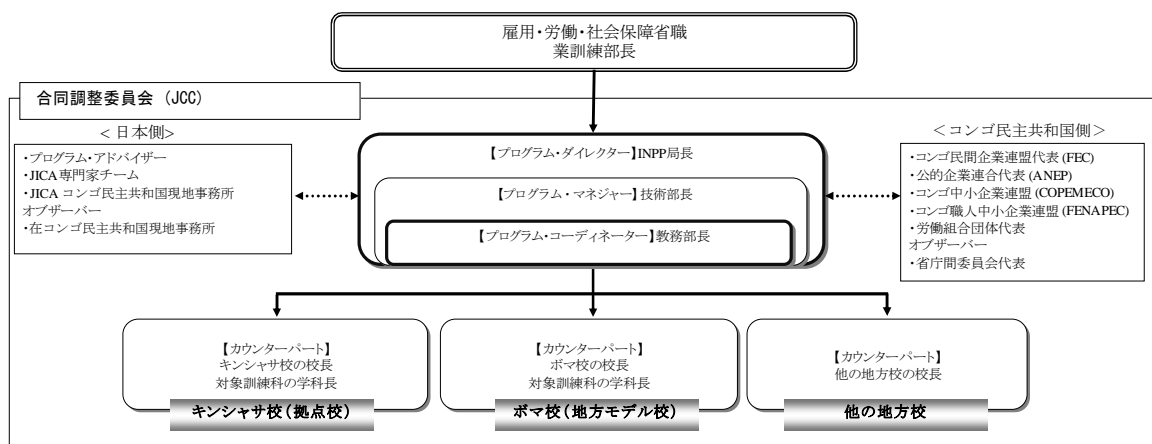 雇用・労働・社会保障省職
業訓練部長
合同調整委員会 (JCC)
<日本側>
・プログラム・アドバイザー
・JICA専門家チーム
・JICA コンゴ民主共和国現地事務所
オブザーバー
・在コンゴ民主共和国現地事務所
【プログラム・ダイレクター】INPP局長
【プログラム・マネジャー】技術部長
【プログラム・コーディネーター】教務部長
<コンゴ民主共和国側>
・コンゴ民間企業連盟代表 (FEC)
・公的企業連合代表 (ANEP)
・コンゴ中小企業連盟 (COPEMECO)
・コンゴ職人中小企業連盟 (FENAPEC)
・労働組合団体代表
オブザーバー
・省庁間委員会代表
【カウンターパート】
キンシャサ校の校長
対象訓練科の学科長
キンシャサ校(拠点校)
【カウンターパート】
ボマ校の校長
対象訓練科の学科長
ボマ校(地方モデル校)
【カウンターパート】
他の地方校の校長
他の地方校